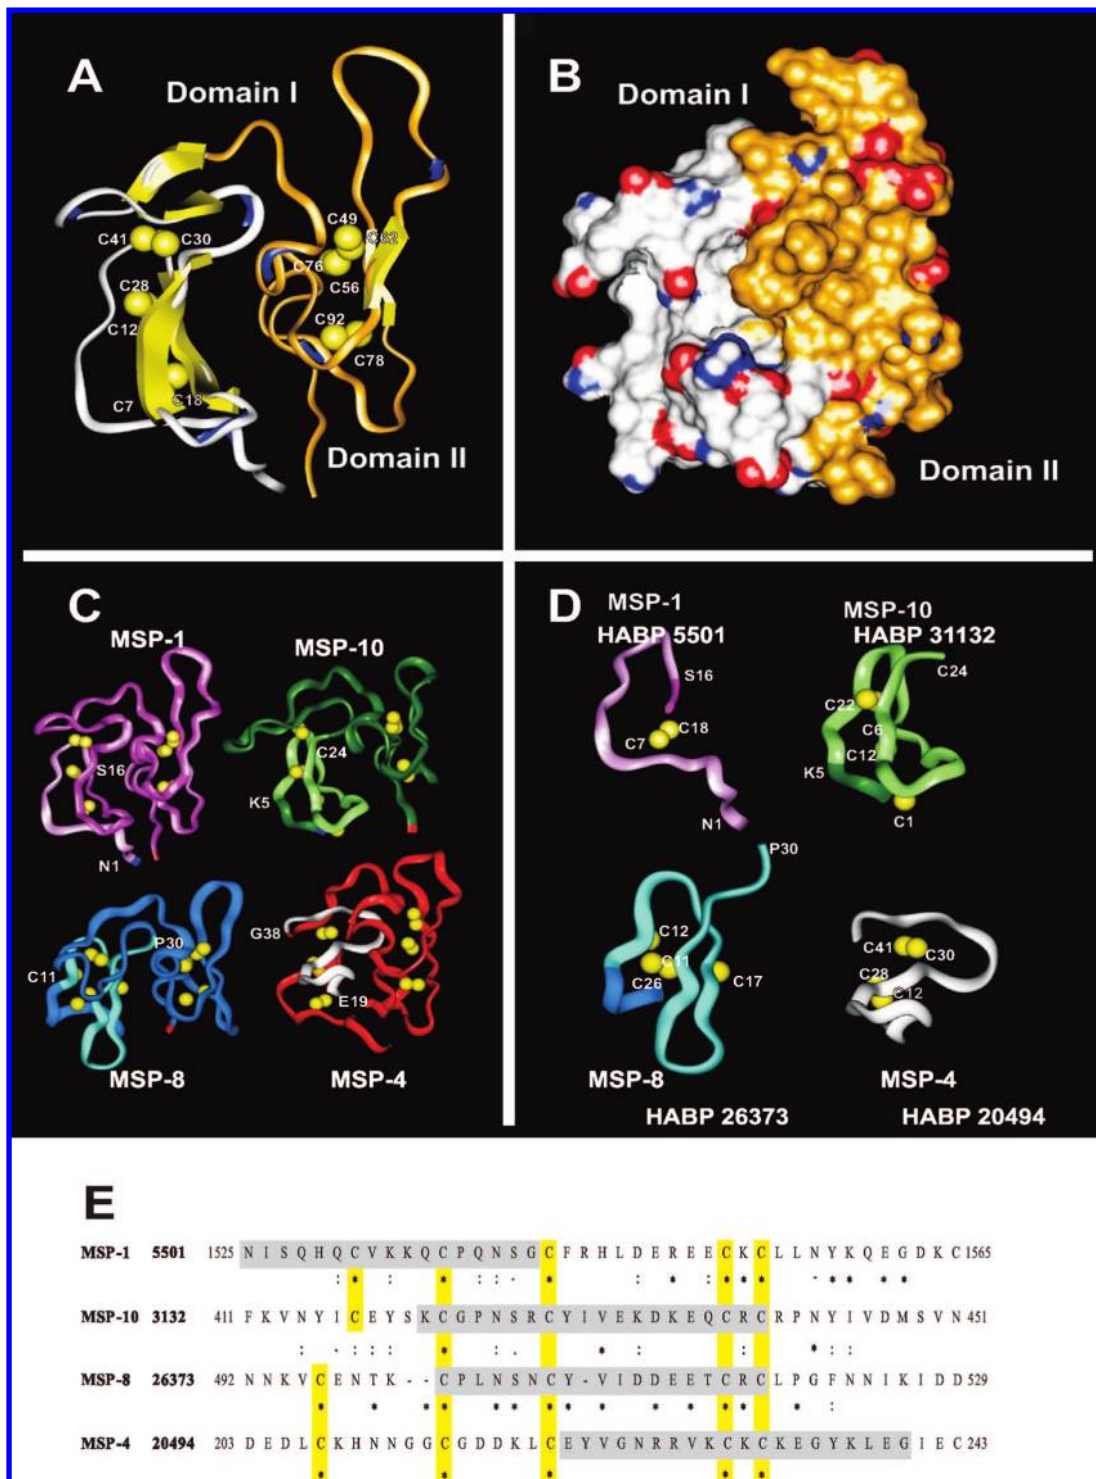 A
Domain I
C49
C62
C41
C30
C76
C56
C28
C12
C92
C78
C7
C18
Domain II
B
Domain I
Domain II
C
MSP-1
MSP-10
S16
C24
K5
N1
P30
G38
C11
E19
MSP-8
MSP-4
D
MSP-1
HABP 5501
MSP-10
HABP 31132
S16
C24
C22
C18
C7
C6
C12
K5
N1
C1
P30
C12
C11
C26
C17
C41
C30
C28
C12
MSP-8
MSP-4
HABP 26373
HABP 20494
E
MSP-1 5501 1525 N I S Q H Q C V K K Q C P Q N S G C F R H L D E R E E C K C L L N Y K Q E G D K C 1565
: * : * : : . * : * : * * * . * * * *
MSP-10 3132 411 F K V N Y I C E Y S K C G P N S R C Y I V E K D K E Q C R C R P N Y I V D M S V N 451
: . : : : * : . * : : * : :
MSP-8 26373 492 N N K V C E N T K - - C P L N S N C Y - V I D D E E T C R C L P G F N N I K I D D 529
* * * * * * * * * * * * * * * :
MSP-4 20494 203 D E D L C K H N N G G C G D D K L C E Y V G N R R V K C K C K E G Y K L E G I E C 243
* * * * *